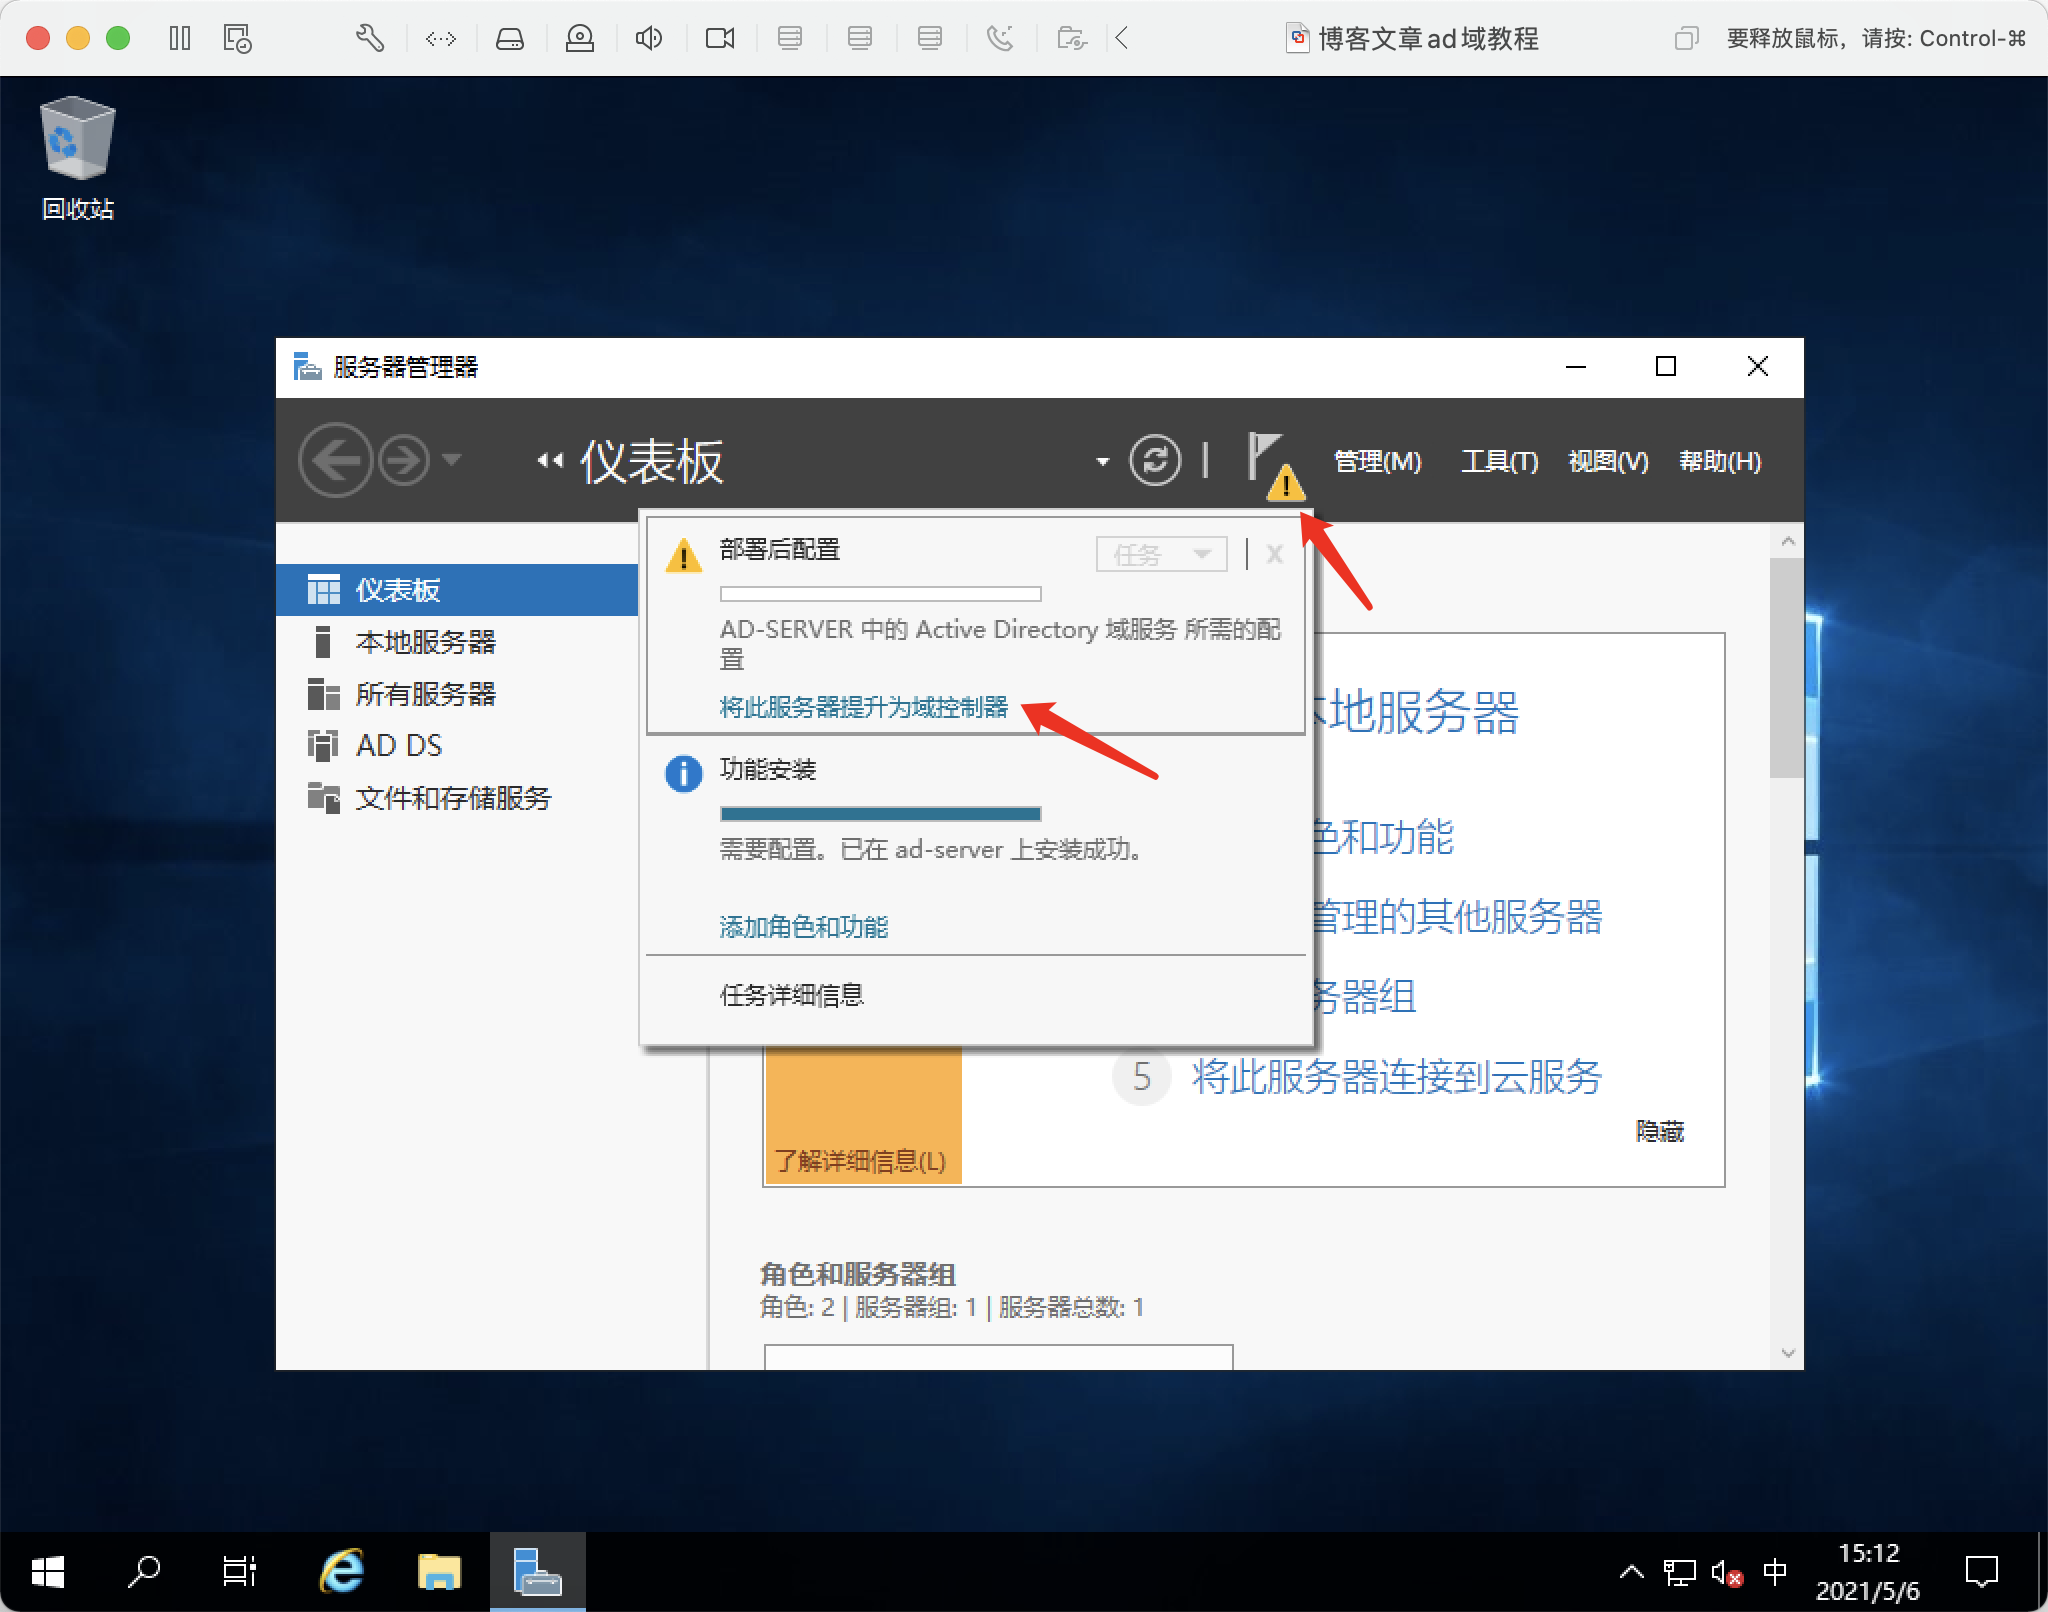 博客文章ad域教程
要释放鼠标，请按: Control-⌘
回收站
服务器管理器
仪表板
管理(M)
工具(T)
视图(V)
帮助(H)
仪表板
本地服务器
所有服务器
AD DS
文件和存储服务
部署后配置
任务
X
AD-SERVER 中的 Active Directory 域服务 所需的配
置
将此服务器提升为域控制器
功能安装
需要配置。已在 ad-server 上安装成功。
添加角色和功能
任务详细信息
地服务器
色和功能
管理的其他服务器
务器组
5 将此服务器连接到云服务
隐藏
了解详细信息(L)
角色和服务器组
角色: 2 | 服务器组: 1 | 服务器总数: 1
中
15:12
2021/5/6